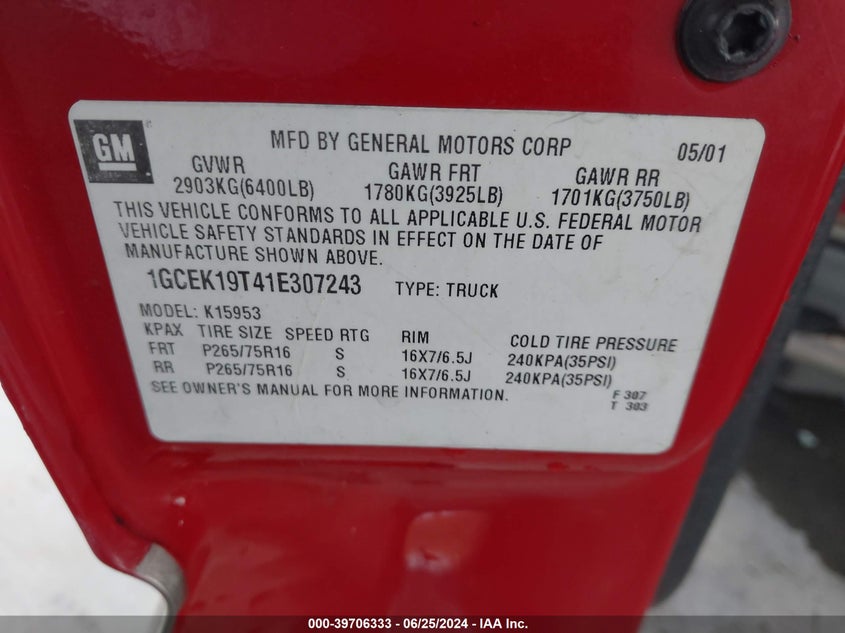 GM
MFD BY GENERAL MOTORS CORP 05/01
GVWR GAWR FRT GAWR RR
2903KG(6400LB) 1780KG(3925LB) 1701KG(3750LB)
THIS VEHICLE CONFORMS TO ALL APPLICABLE U.S. FEDERAL MOTOR
VEHICLE SAFETY STANDARDS IN EFFECT ON THE DATE OF
MANUFACTURE SHOWN ABOVE.
1GCEK19T41E307243 TYPE: TRUCK
MODEL: K15953
KPAX TIRE SIZE SPEED RTG RIM COLD TIRE PRESSURE
FRT P265/75R16 S 16X7/6.5J 240KPA(35PSI)
RR P265/75R16 S 16X7/6.5J 240KPA(35PSI)
SEE OWNER'S MANUAL FOR MORE INFORMATION.
F 307
T 303
000-39706333 - 06/25/2024 - IAA Inc.